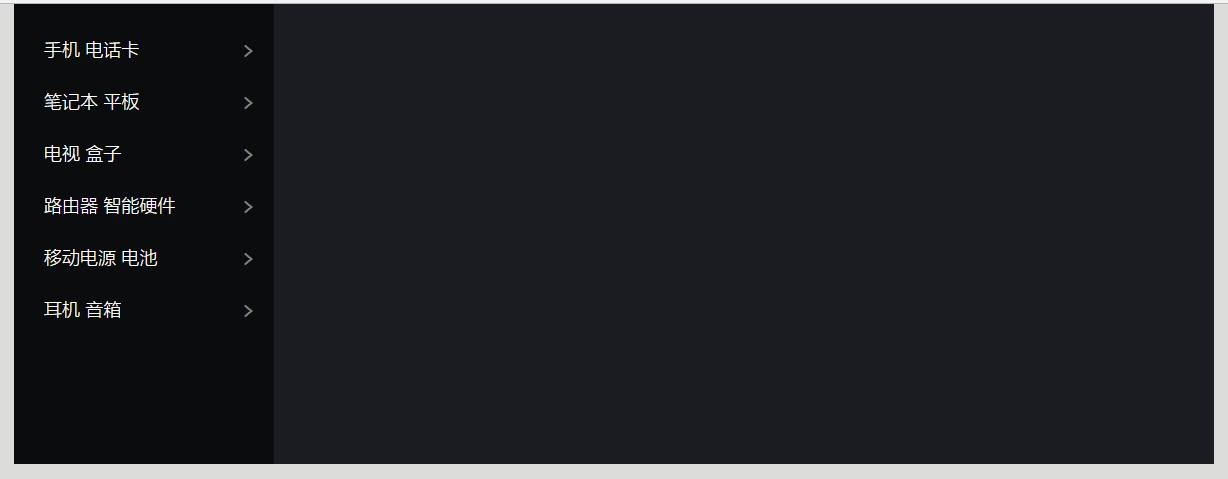 手机 电话卡
笔记本 平板
电视 盒子
路由器 智能硬件
移动电源 电池
耳机 音箱